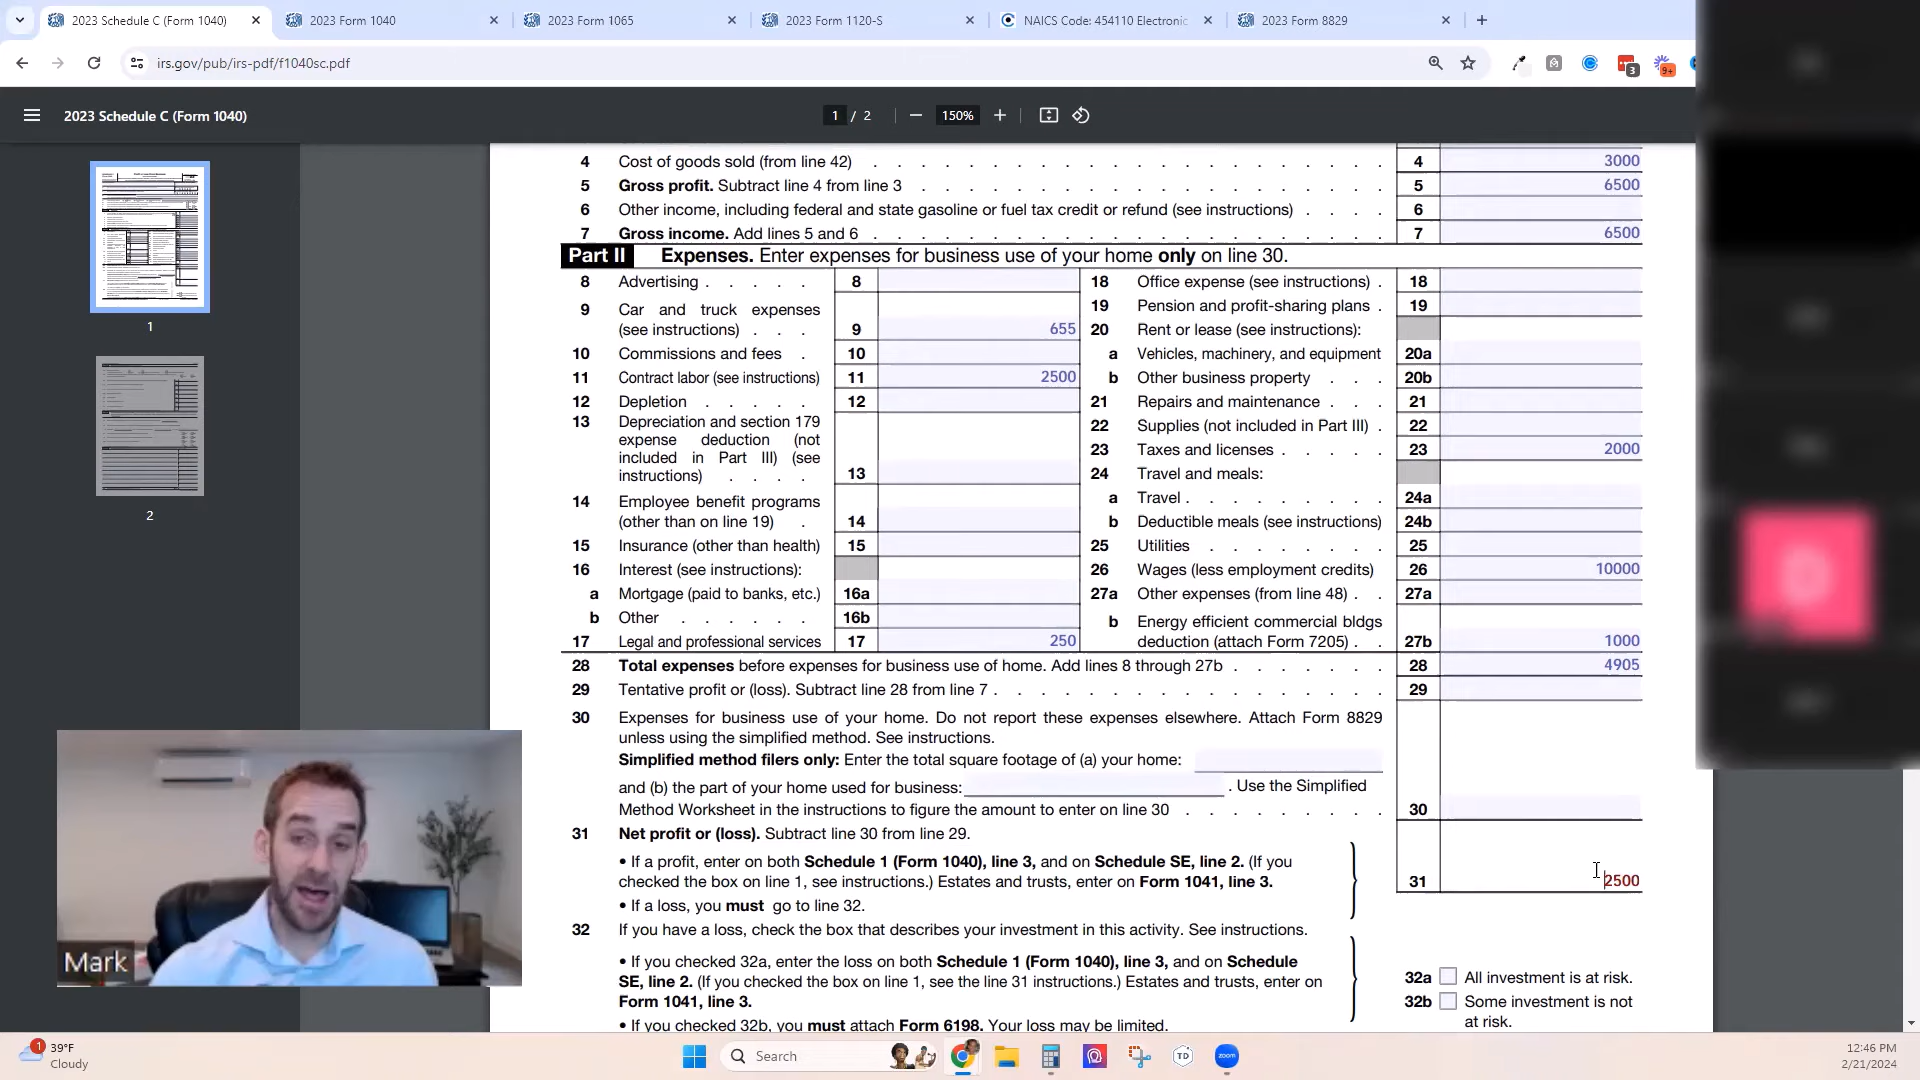 2023 Schedule C (Form 1040)
2023 Form 1040
2023 Form 1065
2023 Form 1120-S
NAICS Code: 454110 Electronic
2023 Form 8829
irs.gov/pub/irs-pdf/f1040sc.pdf
3
9+
2023 Schedule C (Form 1040)
1 / 2
150%
1
2
4 Cost of goods sold (from line 42) . . . . . . . . . . . . . . . . . . . . . . 4 3000
5 Gross profit. Subtract line 4 from line 3 . . . . . . . . . . . . . . . . . . . . 5 6500
6 Other income, including federal and state gasoline or fuel tax credit or refund (see instructions) . . . . 6
7 Gross income. Add lines 5 and 6 . . . . . . . . . . . . . . . . . . . . . . 7 6500
Part II Expenses. Enter expenses for business use of your home only on line 30.
8 Advertising . . . . . 8
9 Car and truck expenses
(see instructions) . . . 9 655
10 Commissions and fees . 10
11 Contract labor (see instructions) 11 2500
12 Depletion . . . . . 12
13 Depreciation and section 179
expense deduction (not
included in Part III) (see
instructions) . . . . 13
14 Employee benefit programs
(other than on line 19) . 14
15 Insurance (other than health) 15
16 Interest (see instructions):
a Mortgage (paid to banks, etc.) 16a
b Other . . . . . . 16b
17 Legal and professional services 17 250
18 Office expense (see instructions) . 18
19 Pension and profit-sharing plans . 19
20 Rent or lease (see instructions):
a Vehicles, machinery, and equipment 20a
b Other business property . . . 20b
21 Repairs and maintenance . . . 21
22 Supplies (not included in Part III) . 22
23 Taxes and licenses . . . . . 23 2000
24 Travel and meals:
a Travel . . . . . . . . . 24a
b Deductible meals (see instructions) 24b
25 Utilities . . . . . . . . 25
26 Wages (less employment credits) 26 10000
27a Other expenses (from line 48) . . 27a
b Energy efficient commercial bldgs
deduction (attach Form 7205) . . 27b 1000
28 Total expenses before expenses for business use of home. Add lines 8 through 27b . . . . . . . 28 4905
29 Tentative profit or (loss). Subtract line 28 from line 7 . . . . . . . . . . . . . . . . . 29
30 Expenses for business use of your home. Do not report these expenses elsewhere. Attach Form 8829
unless using the simplified method. See instructions.
Simplified method filers only: Enter the total square footage of (a) your home:
and (b) the part of your home used for business: . Use the Simplified
Method Worksheet in the instructions to figure the amount to enter on line 30 . . . . . . . . . 30
31 Net profit or (loss). Subtract line 30 from line 29.
• If a profit, enter on both Schedule 1 (Form 1040), line 3, and on Schedule SE, line 2. (If you
checked the box on line 1, see instructions.) Estates and trusts, enter on Form 1041, line 3.
31 2500
• If a loss, you must go to line 32.
32 If you have a loss, check the box that describes your investment in this activity. See instructions.
• If you checked 32a, enter the loss on both Schedule 1 (Form 1040), line 3, and on Schedule
SE, line 2. (If you checked the box on line 1, see the line 31 instructions.) Estates and trusts, enter on
Form 1041, line 3.
• If you checked 32b, you must attach Form 6198. Your loss may be limited.
32a All investment is at risk.
32b Some investment is not
at risk.
Mark
1
39°F
Cloudy
Search
TD
zoom
12:46 PM
2/21/2024